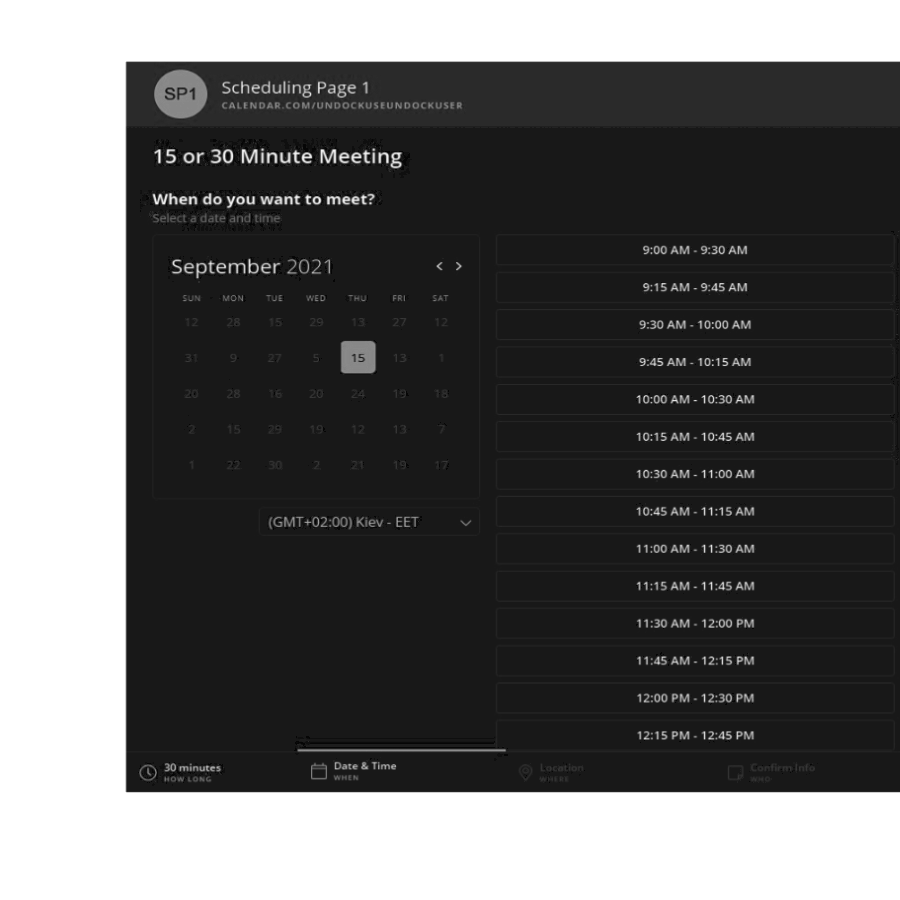 SP1
Scheduling Page 1
CALENDAR.COM/UNDOCKUSEUNDOCKUSER
15 or 30 Minute Meeting
When do you want to meet?
Select a date and time
September 2021 < >
SUN MON TUE WED THU FRI SAT
12 28 15 29 13 27 12
31 9 27 5 15 13 1
20 28 16 20 24 19 18
2 15 29 19 12 13 7
1 22 30 2 21 19 17
(GMT+02:00) Kiev - EET
9:00 AM - 9:30 AM
9:15 AM - 9:45 AM
9:30 AM - 10:00 AM
9:45 AM - 10:15 AM
10:00 AM - 10:30 AM
10:15 AM - 10:45 AM
10:30 AM - 11:00 AM
10:45 AM - 11:15 AM
11:00 AM - 11:30 AM
11:15 AM - 11:45 AM
11:30 AM - 12:00 PM
11:45 AM - 12:15 PM
12:00 PM - 12:30 PM
12:15 PM - 12:45 PM
30 minutes
HOW LONG
Date & Time
WHEN
Location
WHERE
Confirm Info
WHO